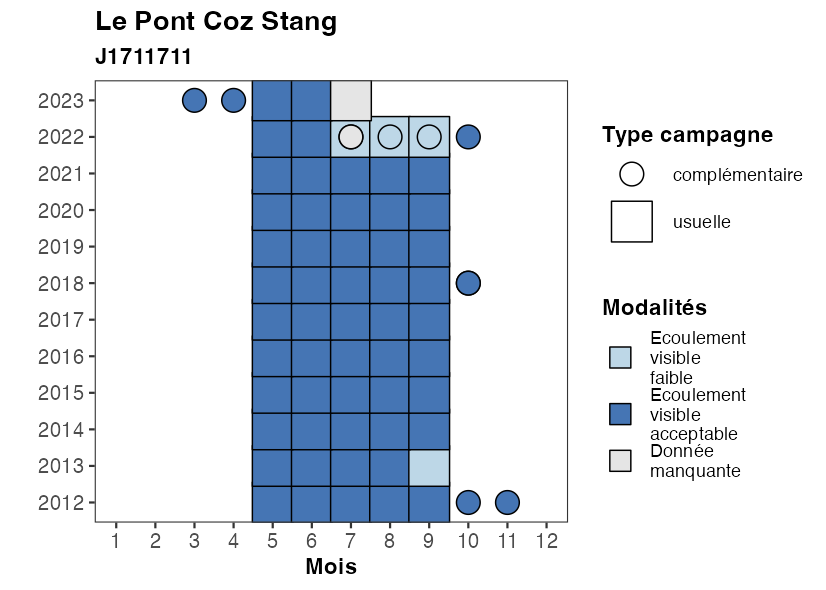 Le Pont Coz Stang
J1711711
2023
2022
2021
2020
2019
2018
2017
2016
2015
2014
2013
2012
1 2 3 4 5 6 7 8 9 10 11 12
Mois
Type campagne
complémentaire
usuelle
Modalités
Ecoulement
visible
faible
Ecoulement
visible
acceptable
Donnée
manquante